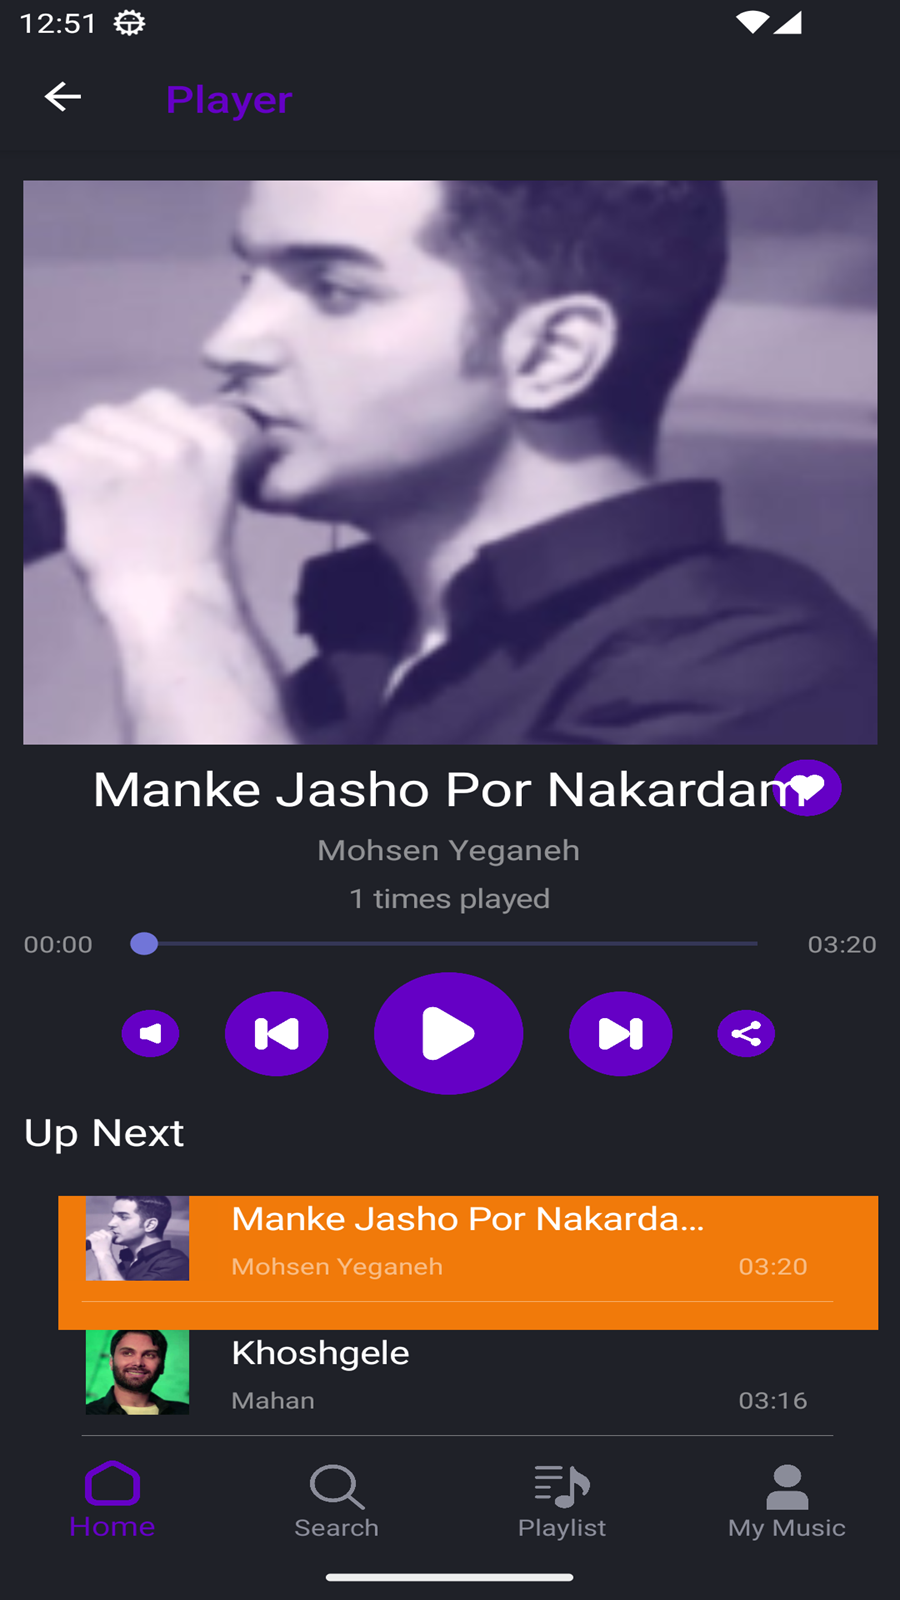 12:51
Player
Manke Jasho Por Nakardam
Mohsen Yeganeh
1 times played
00:00 03:20
Up Next
Manke Jasho Por Nakarda...
Mohsen Yeganeh 03:20
Khoshgele
Mahan 03:16
Home Search Playlist My Music